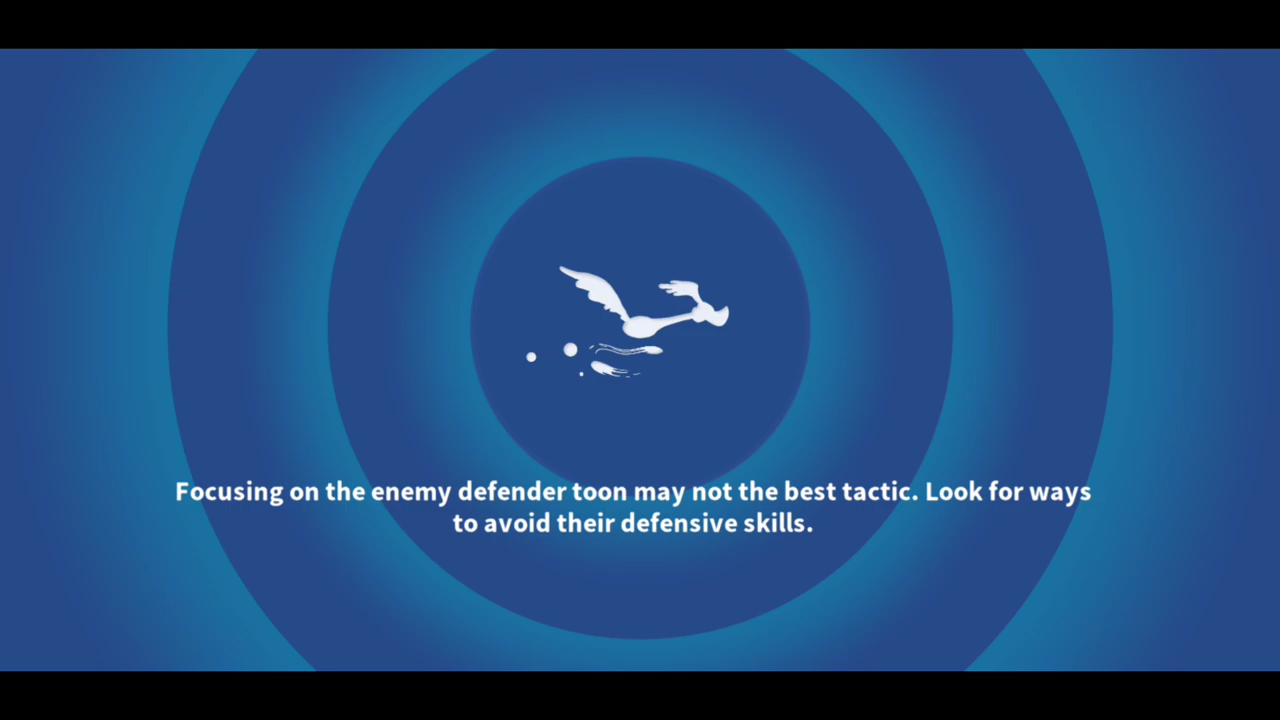 Focusing on the enemy defender toon may not the best tactic. Look for ways
to avoid their defensive skills.